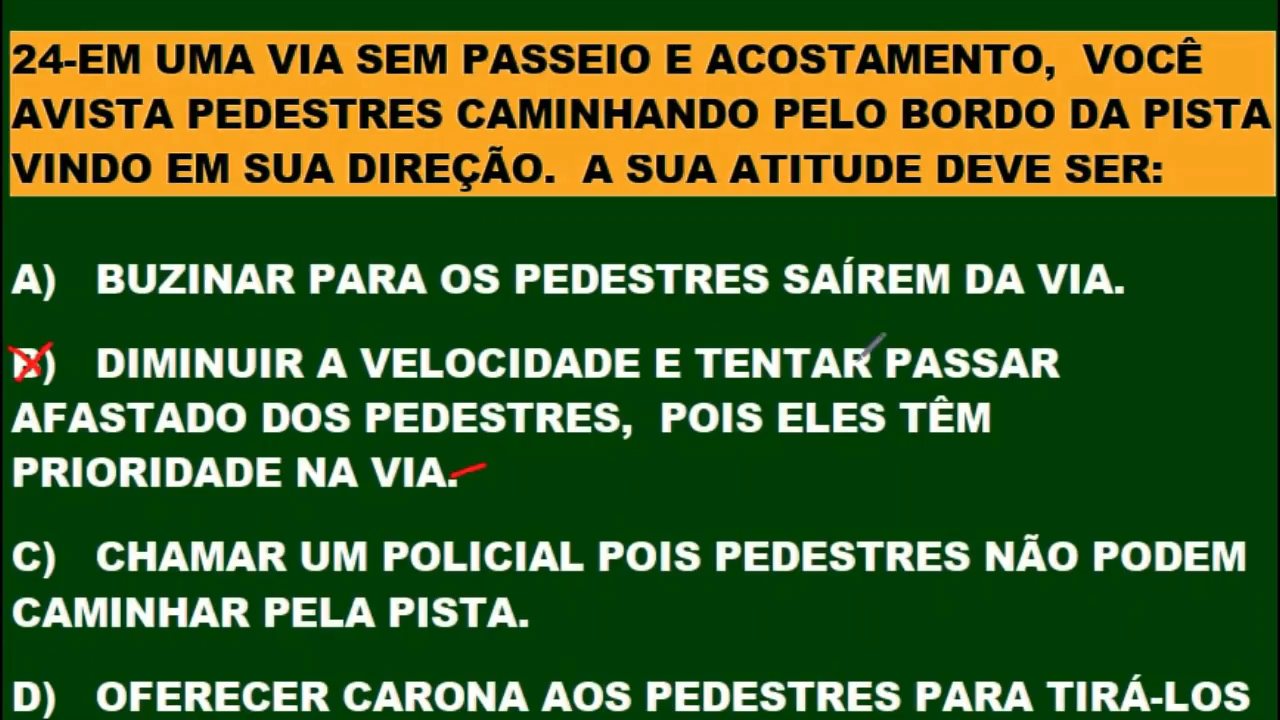 24-EM UMA VIA SEM PASSEIO E ACOSTAMENTO, VOCÊ
AVISTA PEDESTRES CAMINHANDO PELO BORDO DA PISTA
VINDO EM SUA DIREÇÃO. A SUA ATITUDE DEVE SER:
A) BUZINAR PARA OS PEDESTRES SAÍREM DA VIA.
B) DIMINUIR A VELOCIDADE E TENTAR PASSAR
AFASTADO DOS PEDESTRES, POIS ELES TÊM
PRIORIDADE NA VIA.
C) CHAMAR UM POLICIAL POIS PEDESTRES NÃO PODEM
CAMINHAR PELA PISTA.
D) OFERECER CARONA AOS PEDESTRES PARA TIRÁ-LOS